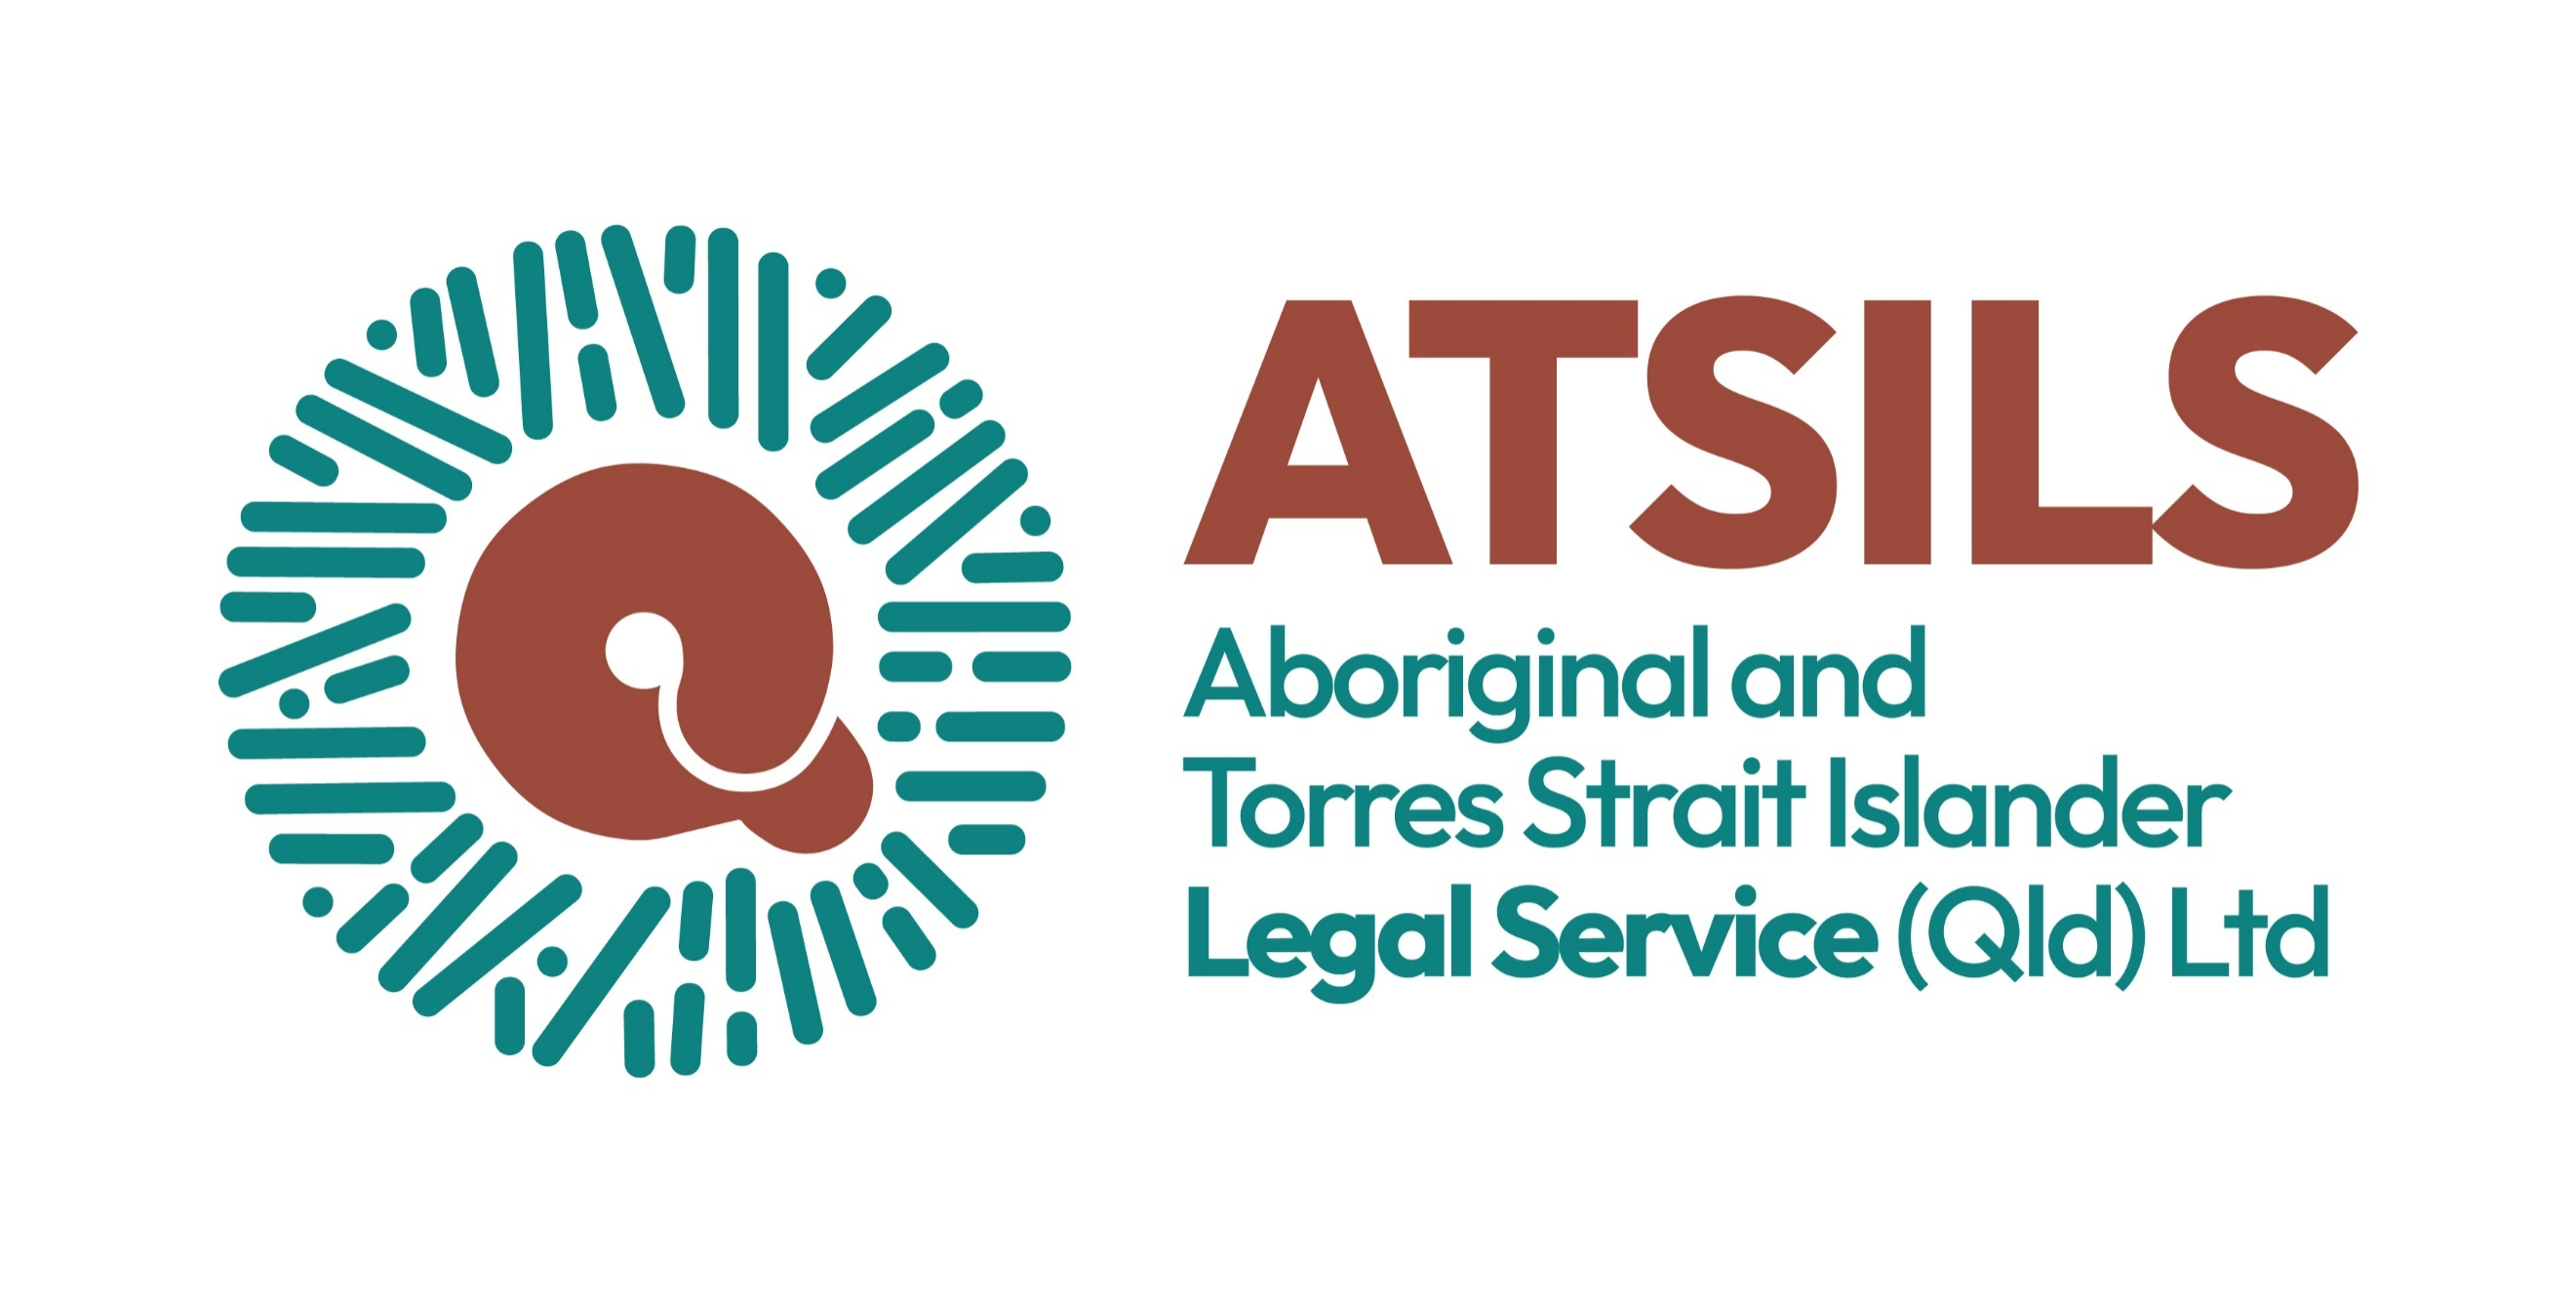 ATSILS
Aboriginal and
Torres Strait Islander
Legal Service (Qld) Ltd